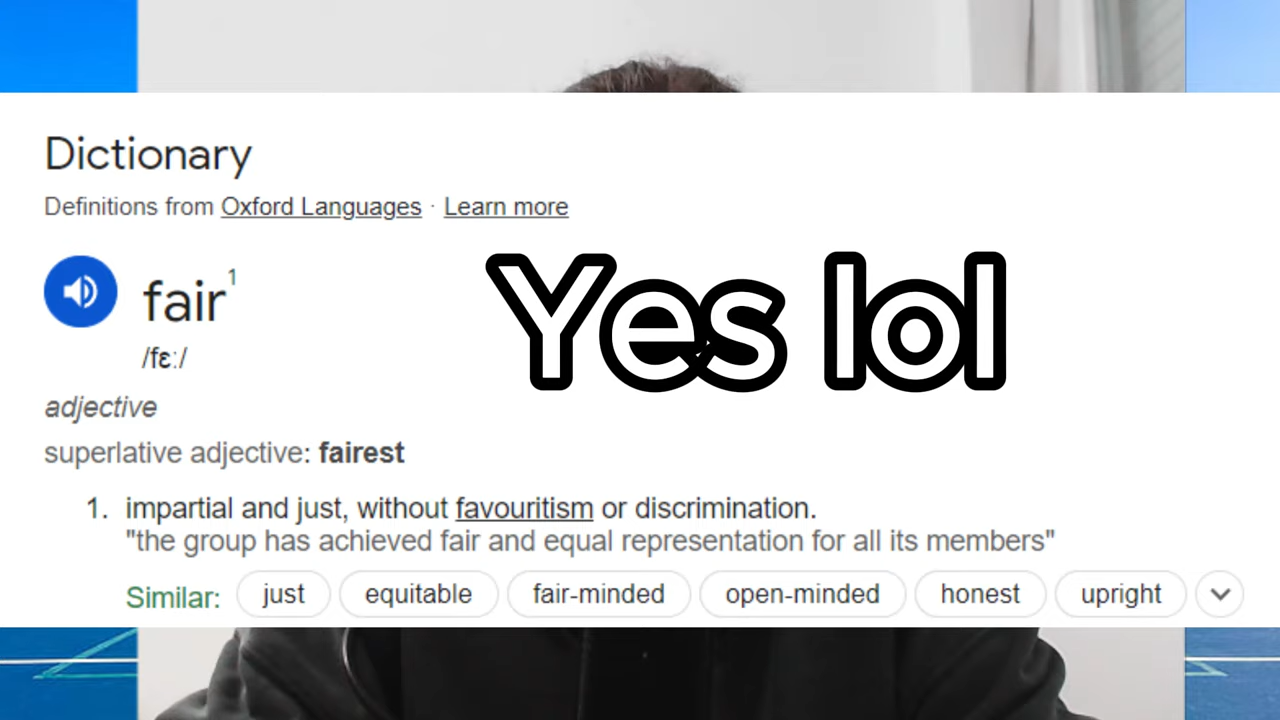 Dictionary
Definitions from Oxford Languages · Learn more
fair1
Yes lol
/fɛː/
adjective
superlative adjective: fairest
1. impartial and just, without favouritism or discrimination.
"the group has achieved fair and equal representation for all its members"
Similar: just equitable fair-minded open-minded honest upright